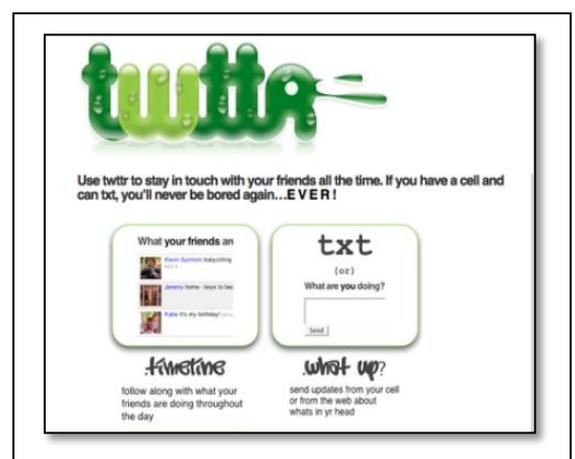 twttr
Use twttr to stay in touch with your friends all the time. If you have a cell and
can txt, you'll never be bored again...EVER!
What your friends are
Kevin Systrom babysitting
Jeremy home - boys to bed
Kate it's my birthday!
txt
(or)
What are you doing?
Send
.timeline
follow along with what your
friends are doing throughout
the day
.what up?
send updates from your cell
or from the web about
whats in yr head